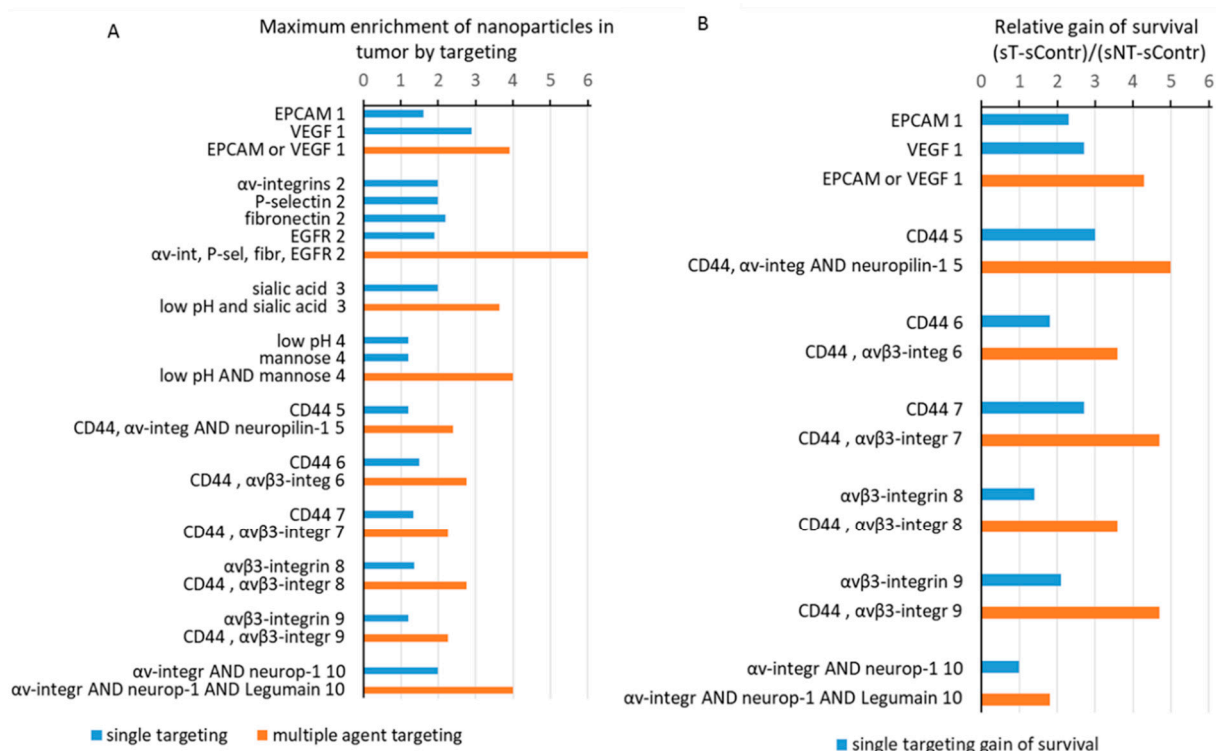 A
Maximum enrichment of nanoparticles in
tumor by targeting
0 1 2 3 4 5 6
EPCAM 1
VEGF 1
EPCAM or VEGF 1
αv-integrins 2
P-selectin 2
fibronectin 2
EGFR 2
αv-int, P-sel, fibr, EGFR 2
sialic acid 3
low pH and sialic acid 3
low pH 4
mannose 4
low pH AND mannose 4
CD44 5
CD44, αv-integ AND neuropilin-1 5
CD44 6
CD44 , αvβ3-integ 6
CD44 7
CD44 , αvβ3-integr 7
αvβ3-integrin 8
CD44 , αvβ3-integr 8
αvβ3-integrin 9
CD44 , αvβ3-integr 9
αv-integr AND neurop-1 10
αv-integr AND neurop-1 AND Legumain 10
single targeting
multiple agent targeting
B
Relative gain of survival
(sT-sContr)/(sNT-sContr)
0 1 2 3 4 5 6
EPCAM 1
VEGF 1
EPCAM or VEGF 1
CD44 5
CD44, αv-integ AND neuropilin-1 5
CD44 6
CD44 , αvβ3-integ 6
CD44 7
CD44 , αvβ3-integr 7
αvβ3-integrin 8
CD44 , αvβ3-integr 8
αvβ3-integrin 9
CD44 , αvβ3-integr 9
αv-integr AND neurop-1 10
αv-integr AND neurop-1 AND Legumain 10
single targeting gain of survival